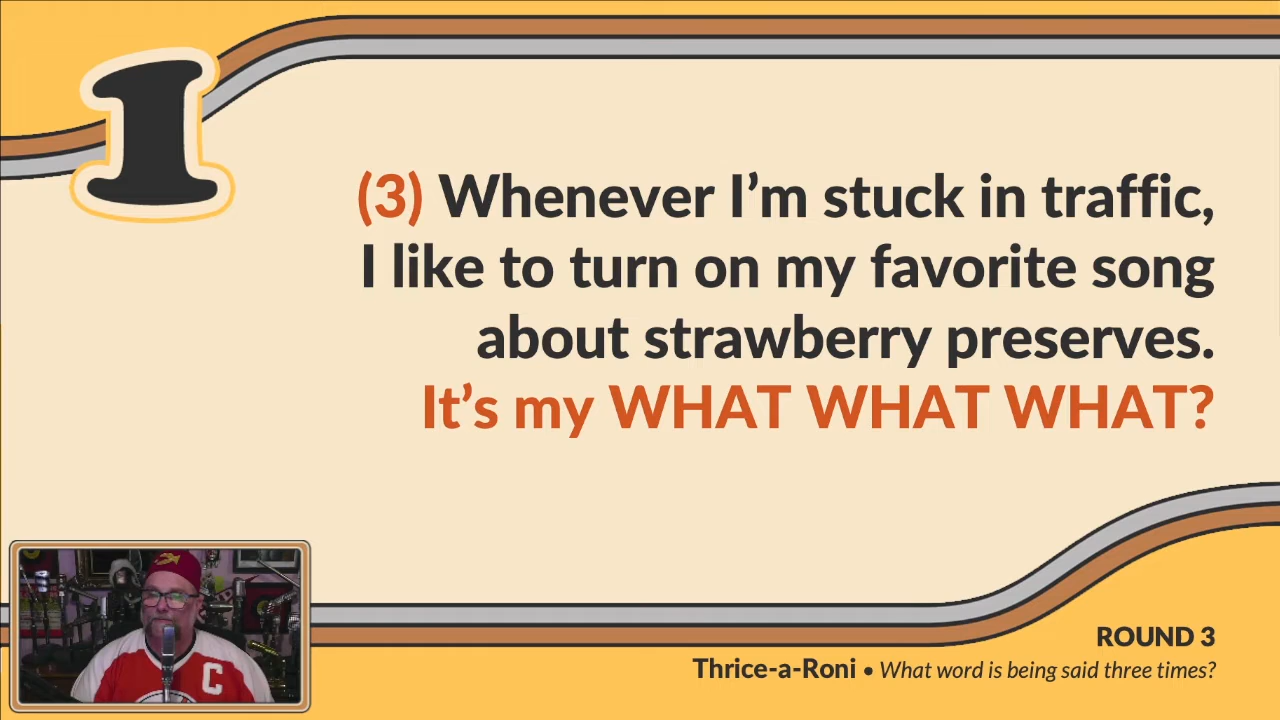 1
(3) Whenever I'm stuck in traffic,
I like to turn on my favorite song
about strawberry preserves.
It's my WHAT WHAT WHAT?
C
ROUND 3
Thrice-a-Roni • What word is being said three times?